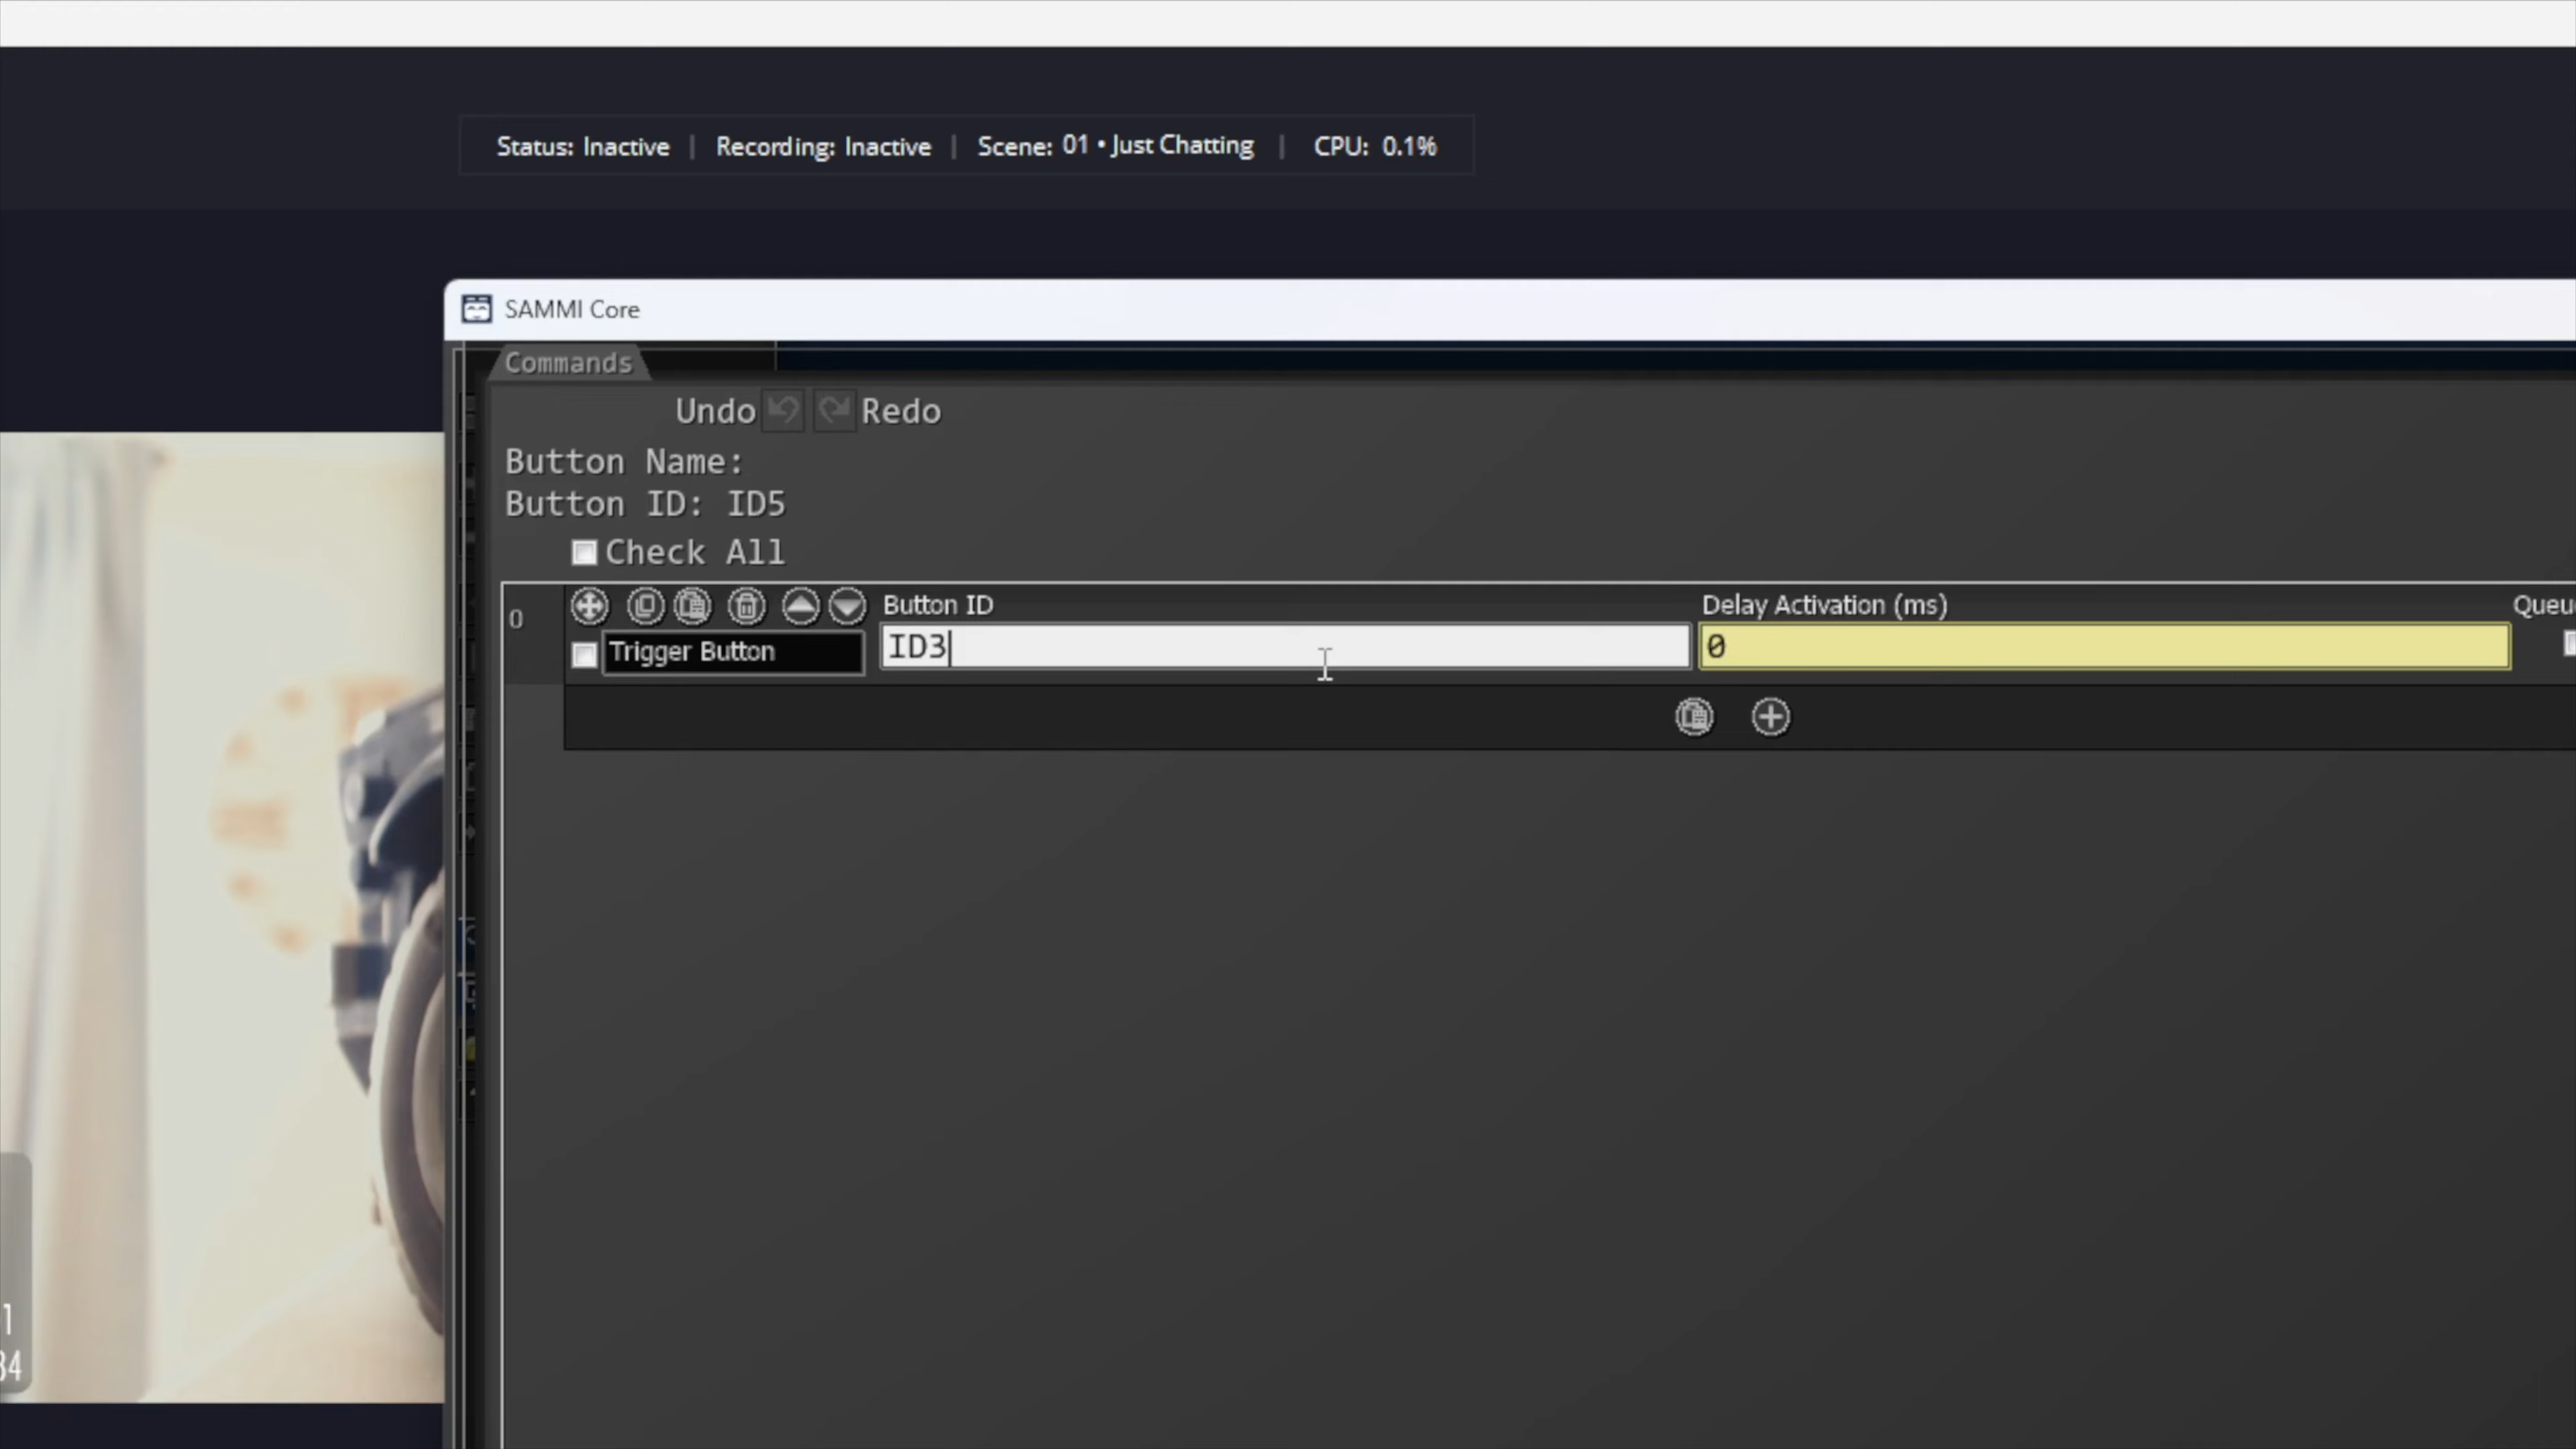 Status: Inactive | Recording: Inactive | Scene: 01 • Just Chatting | CPU: 0.1%
SAMMI Core
Commands
Undo Redo
Button Name:
Button ID: ID5
Check All
0 Button ID Delay Activation (ms)
Trigger Button ID3 0